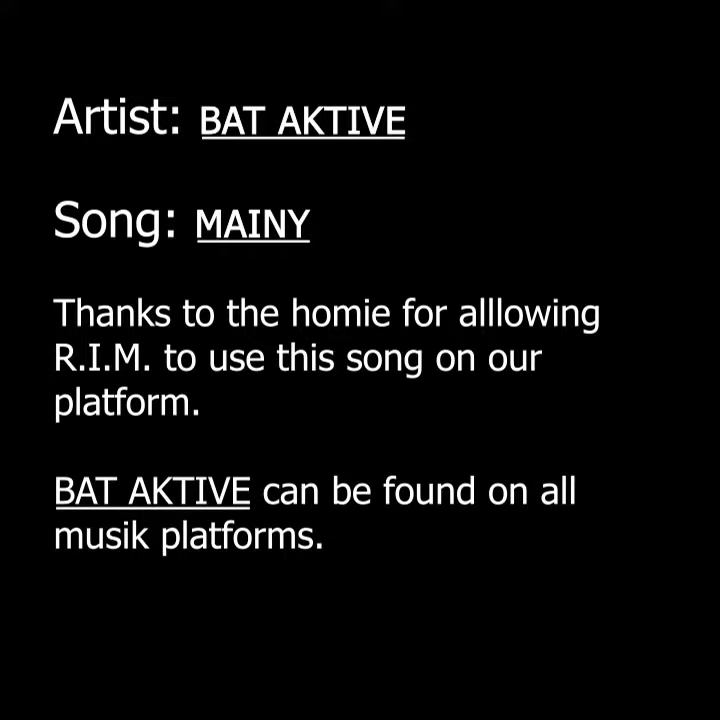 Artist: BAT AKTIVE
Song: MAINY
Thanks to the homie for alllowing
R.I.M. to use this song on our
platform.
BAT AKTIVE can be found on all
musik platforms.